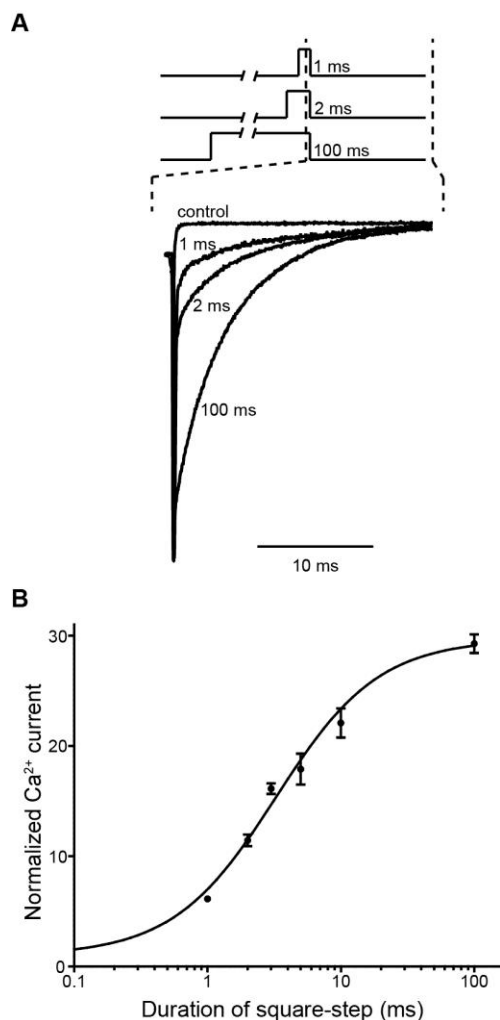 A
1 ms
2 ms
100 ms
control
1 ms
2 ms
100 ms
10 ms
B
30
20
10
0
Normalized Ca²⁺ current
0.1 1 10 100
Duration of square-step (ms)